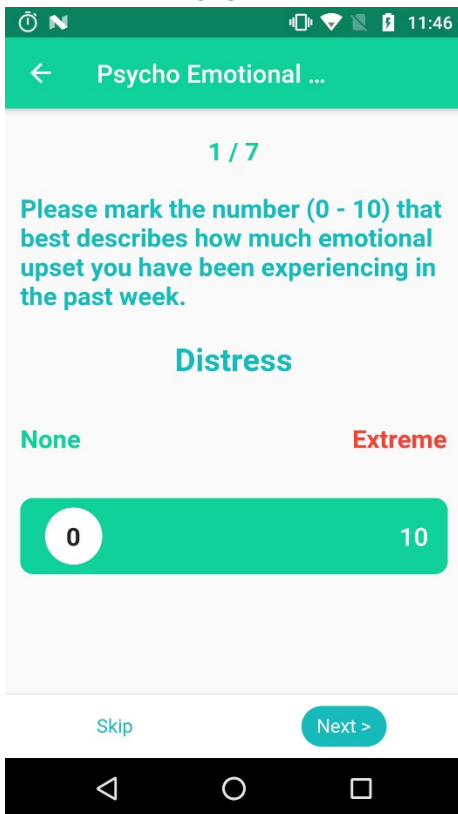 11:46
Psycho Emotional ...
1 / 7
Please mark the number (0 - 10) that
best describes how much emotional
upset you have been experiencing in
the past week.
Distress
None Extreme
0 10
Skip Next >